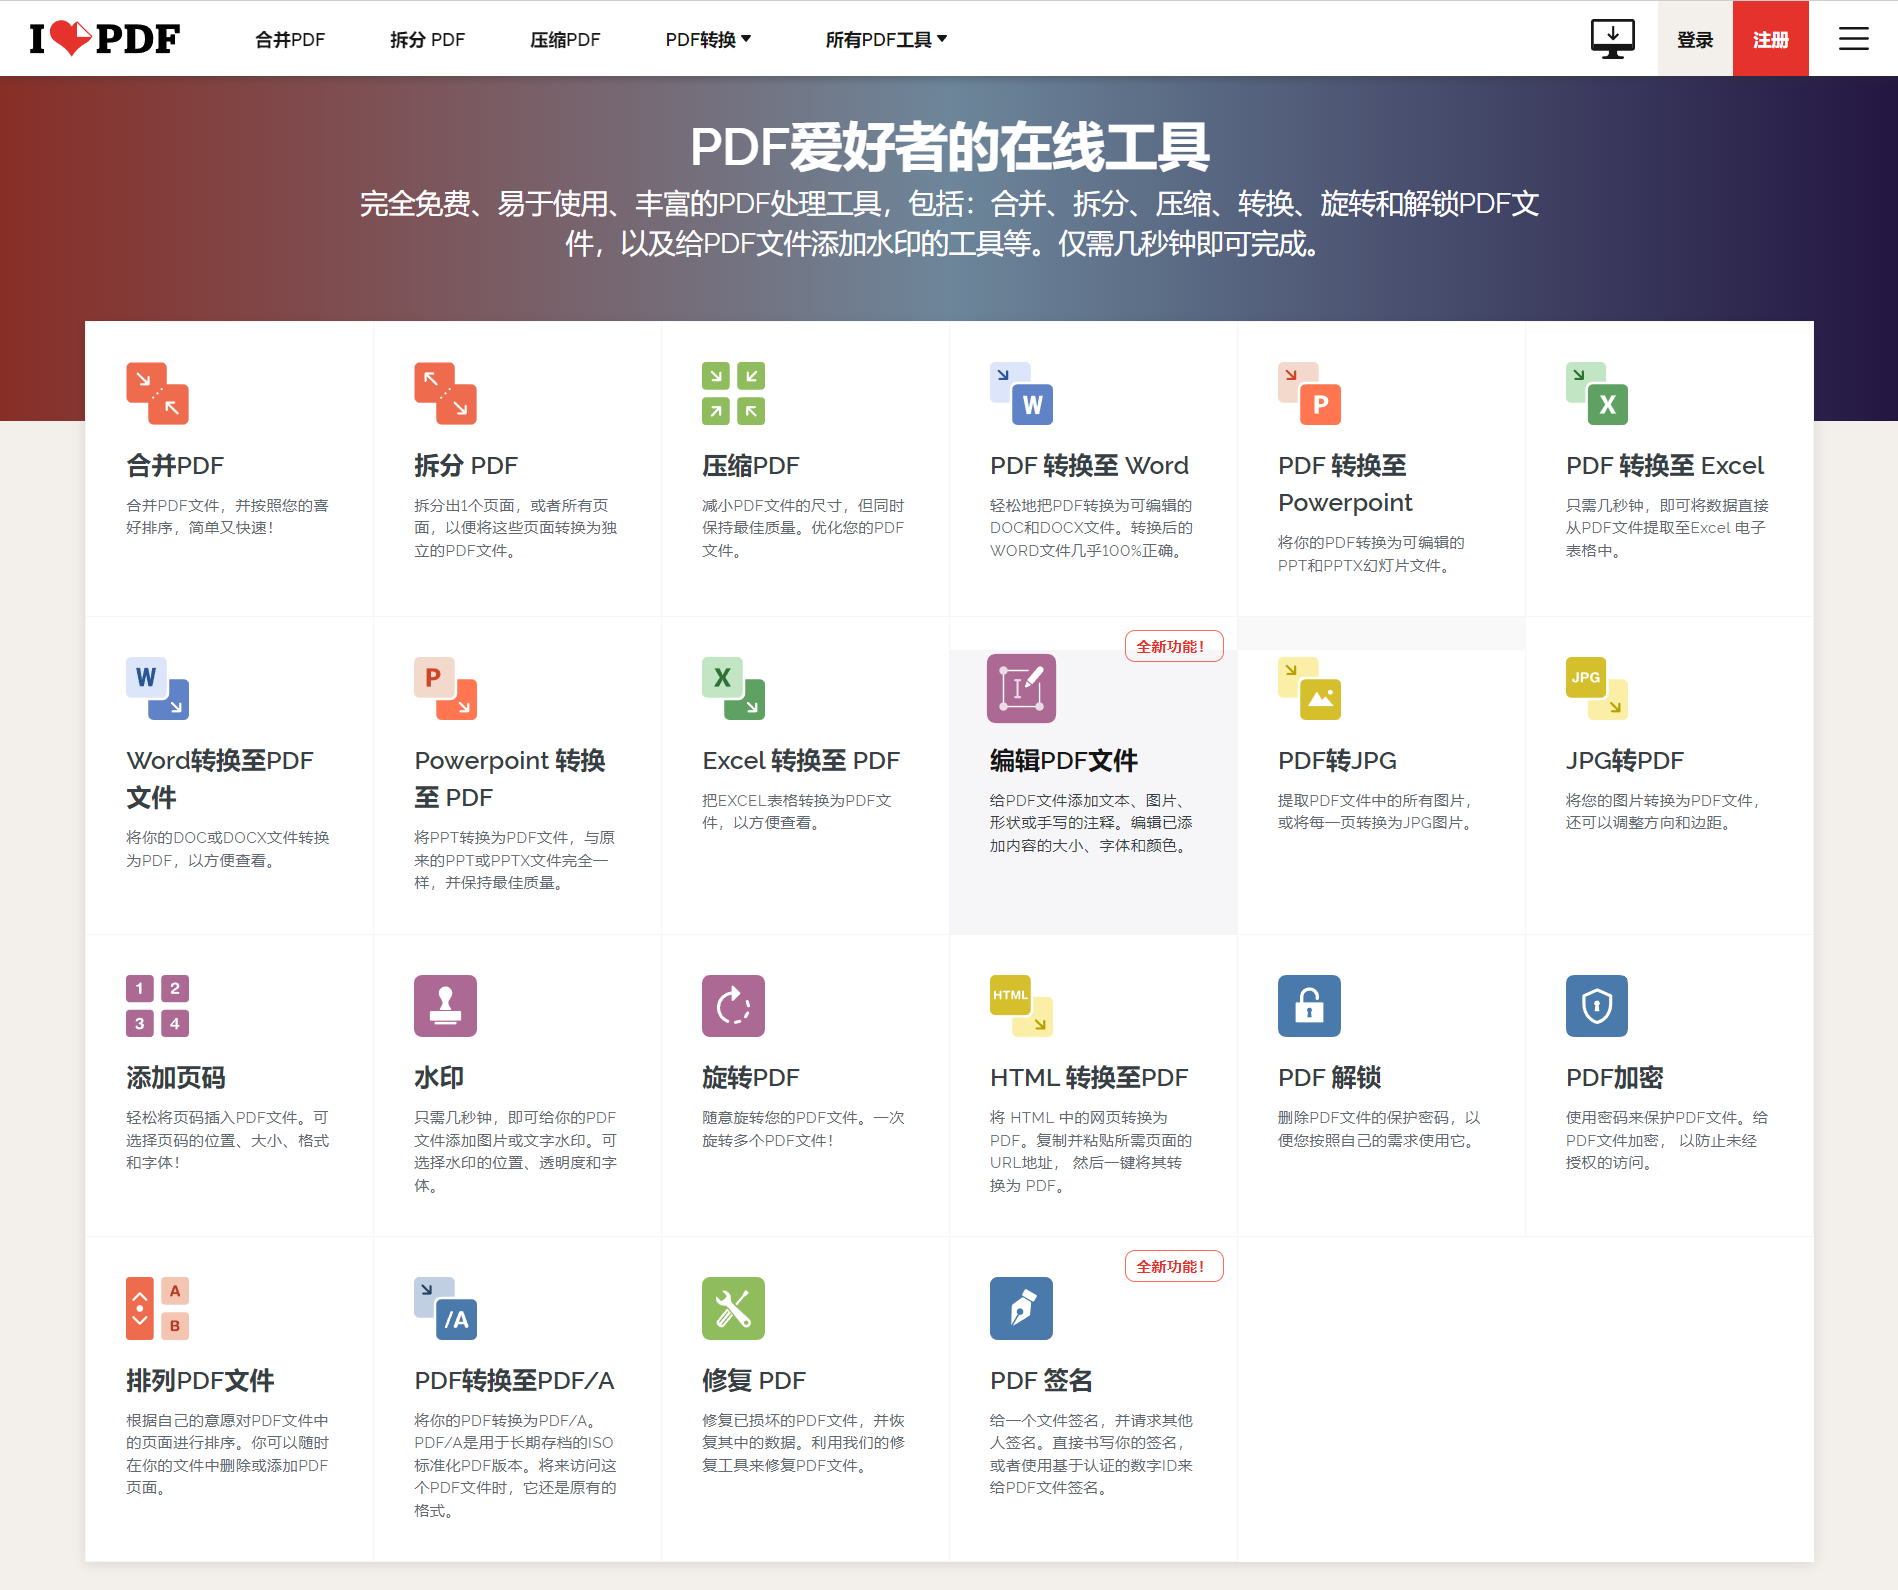 I PDF
合并PDF
拆分 PDF
压缩PDF
PDF转换
所有PDF工具
登录
注册
PDF爱好者的在线工具
完全免费、易于使用、丰富的PDF处理工具，包括：合并、拆分、压缩、转换、旋转和解锁PDF文
件，以及给PDF文件添加水印的工具等。仅需几秒钟即可完成。
合并PDF
合并PDF文件，并按照您的喜
好排序，简单又快速！
拆分 PDF
拆分出1个页面，或者所有页
面，以便将这些页面转换为独
立的PDF文件。
压缩PDF
减小PDF文件的尺寸，但同时
保持最佳质量。优化您的PDF
文件。
W
PDF 转换至 Word
轻松地把PDF转换为可编辑的
DOC和DOCX文件。转换后的
WORD文件几乎100%正确。
P
PDF 转换至
Powerpoint
将你的PDF转换为可编辑的
PPT和PPTX幻灯片文件。
X
PDF 转换至 Excel
只需几秒钟，即可将数据直接
从PDF文件提取至Excel 电子
表格中。
W
Word转换至PDF
文件
将你的DOC或DOCX文件转换
为PDF，以方便查看。
P
Powerpoint 转换
至 PDF
将PPT转换为PDF文件，与原
来的PPT或PPTX文件完全一
样，并保持最佳质量。
X
Excel 转换至 PDF
把EXCEL表格转换为PDF文
件，以方便查看。
全新功能！
编辑PDF文件
给PDF文件添加文本、图片、
形状或手写的注释。编辑已添
加内容的大小、字体和颜色。
PDF转JPG
提取PDF文件中的所有图片，
或将每一页转换为JPG图片。
JPG
JPG转PDF
将您的图片转换为PDF文件，
还可以调整方向和边距。
1 2
3 4
添加页码
轻松将页码插入PDF文件。可
选择页码的位置、大小、格式
和字体！
水印
只需几秒钟，即可给你的PDF
文件添加图片或文字水印。可
选择水印的位置、透明度和字
体。
旋转PDF
随意旋转您的PDF文件。一次
旋转多个PDF文件！
HTML
HTML 转换至PDF
将 HTML 中的网页转换为
PDF。复制并粘贴所需页面的
URL地址， 然后一键将其转
换为 PDF。
PDF 解锁
删除PDF文件的保护密码，以
便您按照自己的需求使用它。
PDF加密
使用密码来保护PDF文件。给
PDF文件加密， 以防止未经
授权的访问。
A
B
排列PDF文件
根据自己的意愿对PDF文件中
的页面进行排序。你可以随时
在你的文件中删除或添加PDF
页面。
/A
PDF转换至PDF/A
将你的PDF转换为PDF/A。
PDF/A是用于长期存档的ISO
标准化PDF版本。将来访问这
个PDF文件时，它还是原有的
格式。
修复 PDF
修复已损坏的PDF文件，并恢
复其中的数据。利用我们的修
复工具来修复PDF文件。
全新功能！
PDF 签名
给一个文件签名，并请求其他
人签名。直接书写你的签名，
或者使用基于认证的数字ID来
给PDF文件签名。